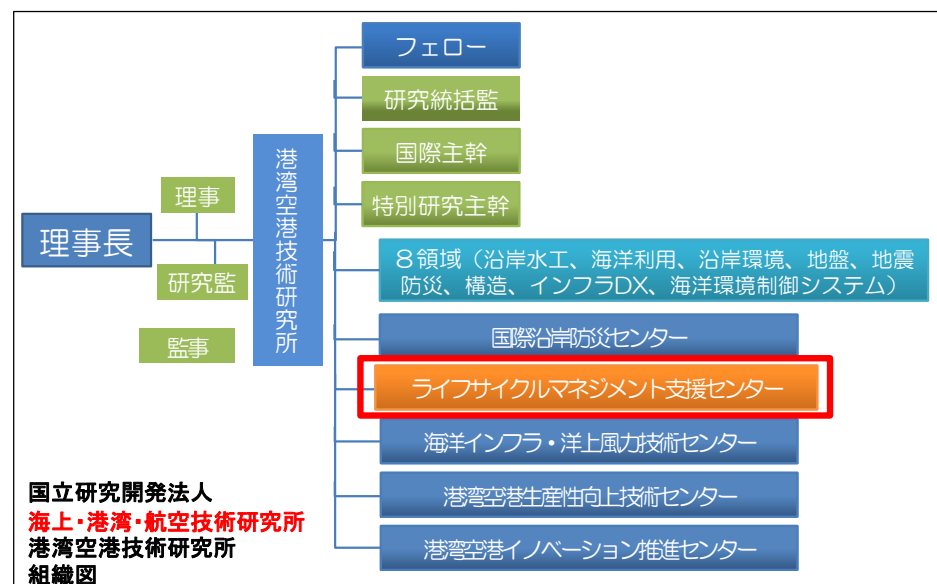 フェロー
研究統括監
国際主幹
特別研究主幹
理事長
理事
研究監
監事
港湾空港技術研究所
8領域（沿岸水工、海洋利用、沿岸環境、地盤、地震
防災、構造、インフラDX、海洋環境制御システム）
国際沿岸防災センター
ライフサイクルマネジメント支援センター
海洋インフラ・洋上風力技術センター
港湾空港生産性向上技術センター
港湾空港イノベーション推進センター
国立研究開発法人
海上・港湾・航空技術研究所
港湾空港技術研究所
組織図